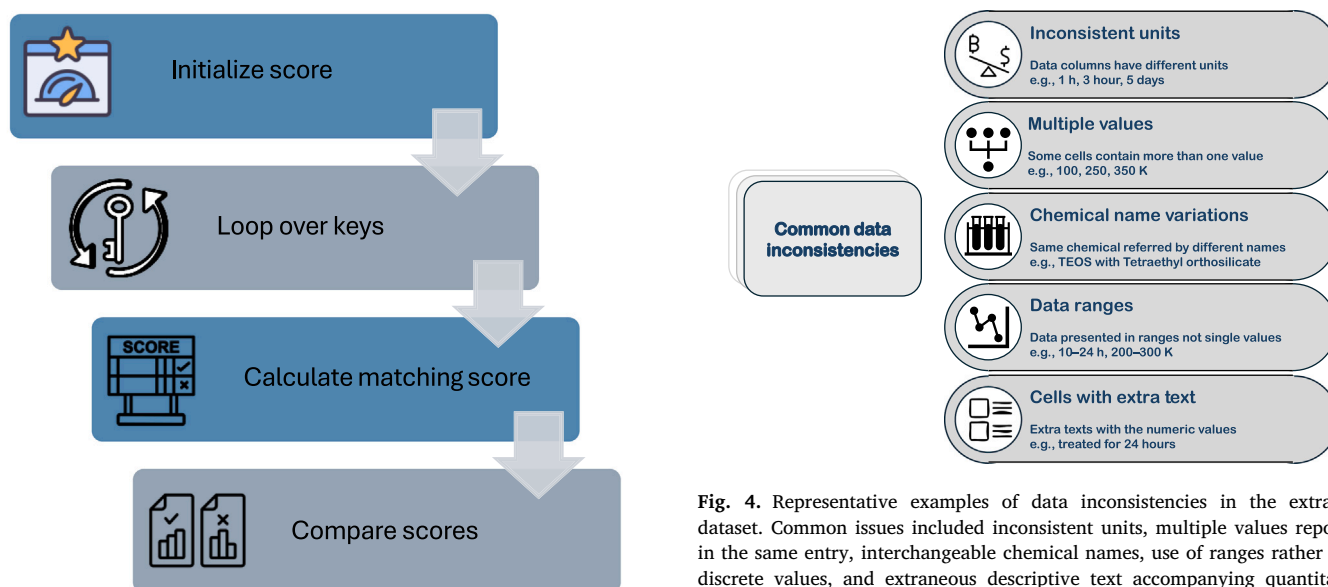 Initialize score
Loop over keys
SCORE
Calculate matching score
Compare scores
Common data
inconsistencies
Inconsistent units
Data columns have different units
e.g., 1 h, 3 hour, 5 days
Multiple values
Some cells contain more than one value
e.g., 100, 250, 350 K
Chemical name variations
Same chemical referred by different names
e.g., TEOS with Tetraethyl orthosilicate
Data ranges
Data presented in ranges not single values
e.g., 10–24 h, 200–300 K
Cells with extra text
Extra texts with the numeric values
e.g., treated for 24 hours
Fig. 4. Representative examples of data inconsistencies in the extra
dataset. Common issues included inconsistent units, multiple values repo
in the same entry, interchangeable chemical names, use of ranges rather
discrete values, and extraneous descriptive text accompanying quantit